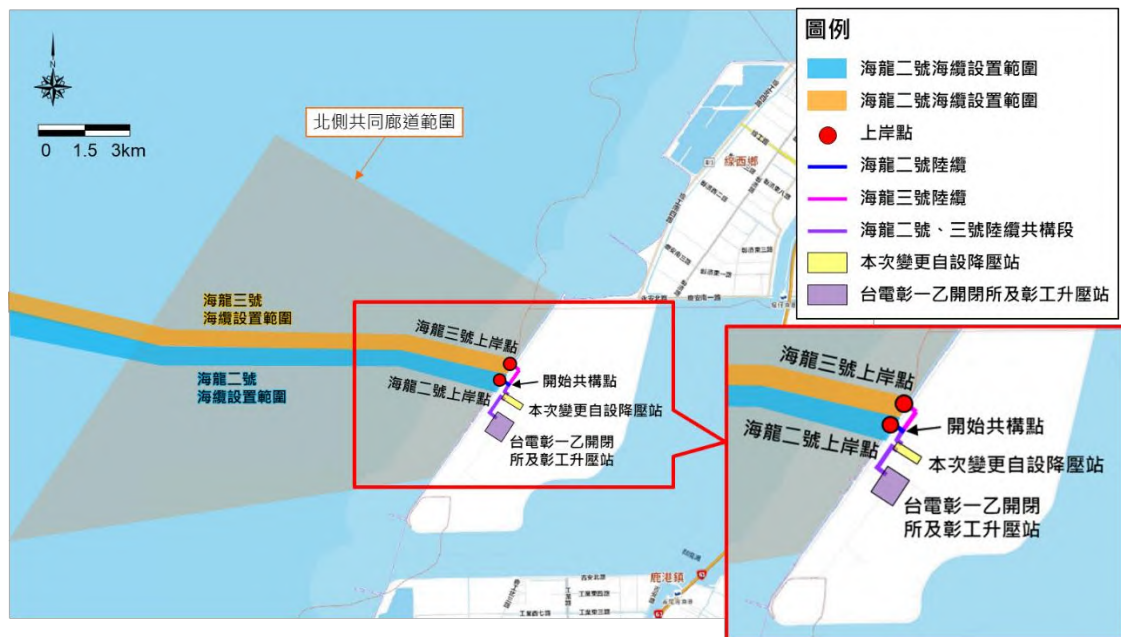 N
0 1.5 3km
北側共同廊道範圍
線西鄉
海龍三號
海纜設置範圍
海龍二號
海纜設置範圍
海龍三號上岸點
海龍二號上岸點
開始共構點
本次變更自設降壓站
台電彰一乙開閉
所及彰工升壓站
鹿港鎮
圖例
海龍二號海纜設置範圍
海龍二號海纜設置範圍
上岸點
海龍二號陸纜
海龍三號陸纜
海龍二號、三號陸纜共構段
本次變更自設降壓站
台電彰一乙開閉所及彰工升壓站
海龍三號上岸點
海龍二號上岸點
開始共構點
本次變更自設降壓站
台電彰一乙開閉
所及彰工升壓站